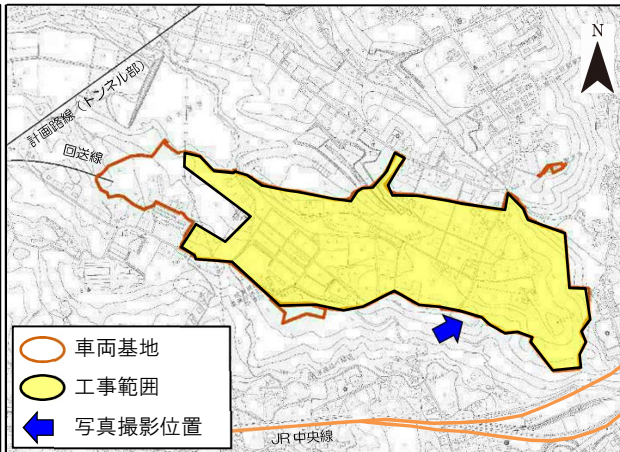 N
計画路線(トンネル部)
回送線
車両基地
工事範囲
写真撮影位置
JR中央線